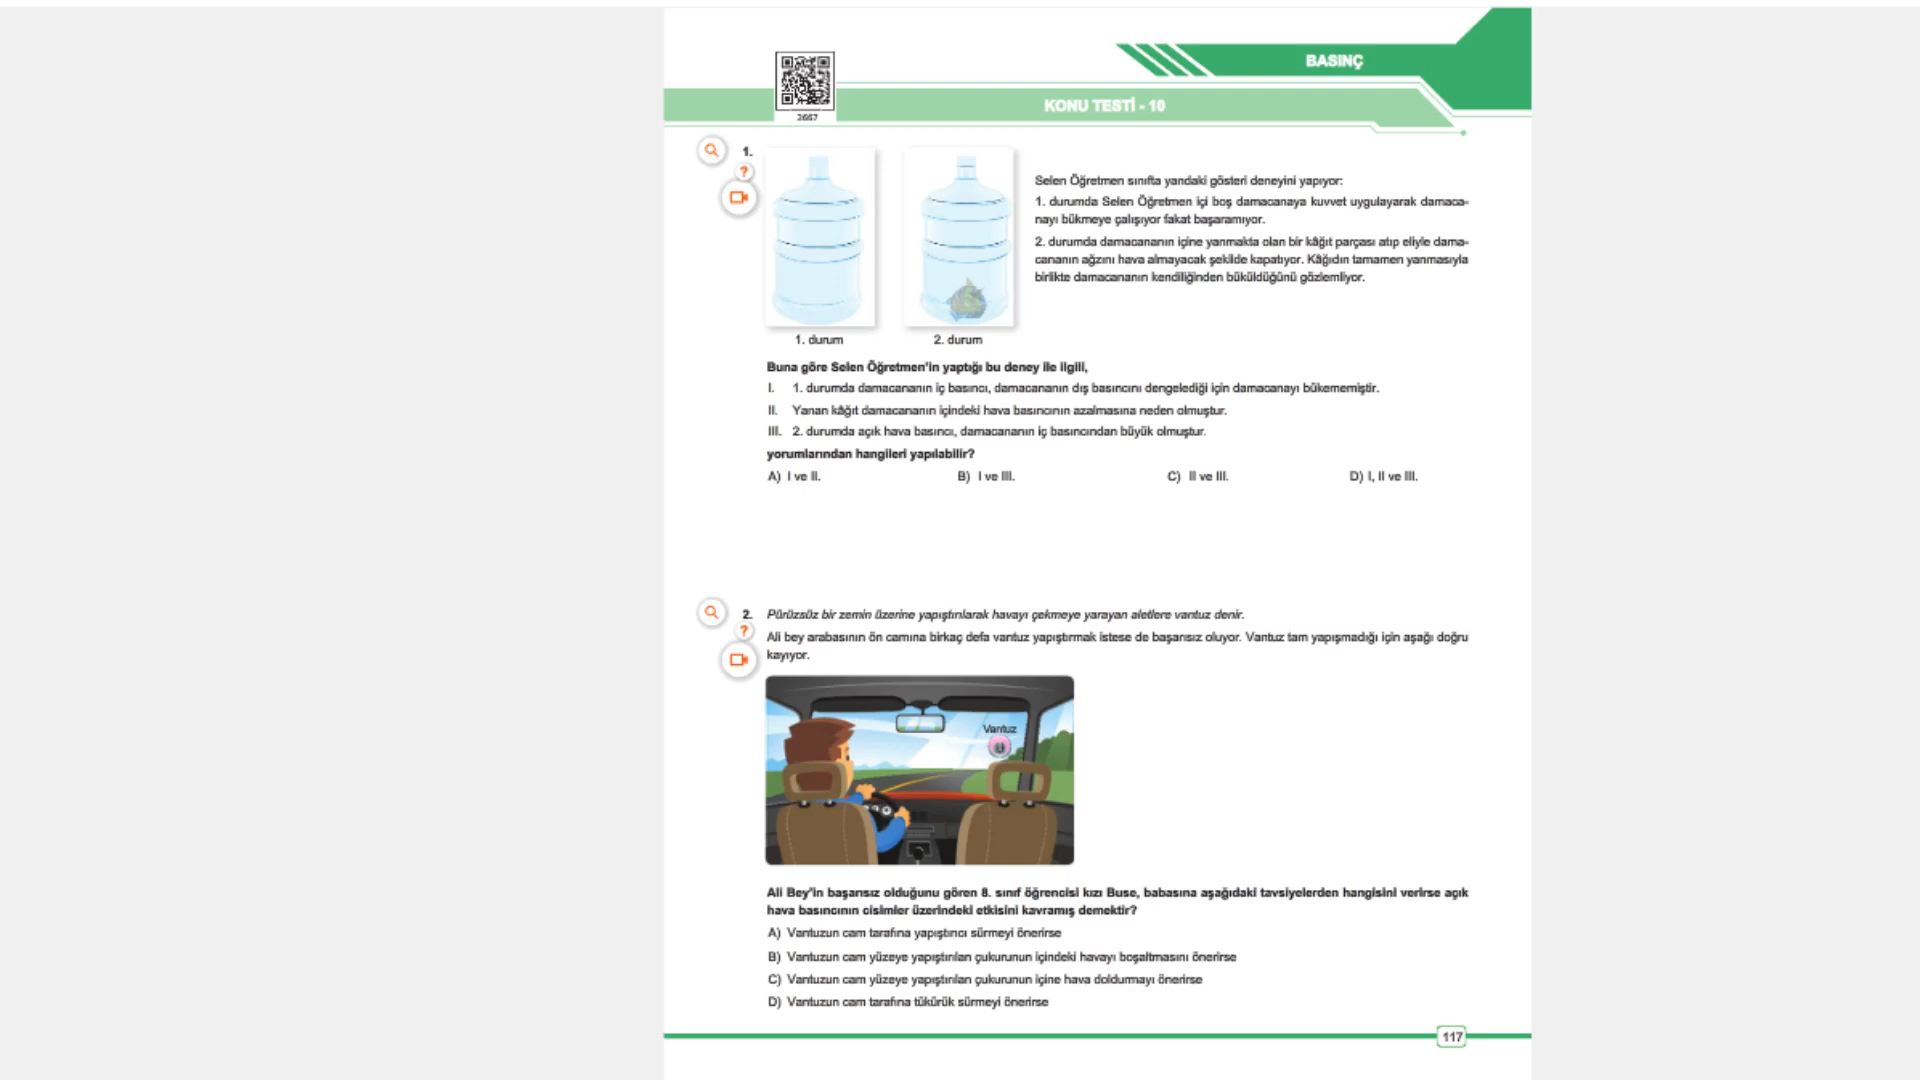 BASINÇ
KONU TESTİ - 10
2667
1.
Selen Öğretmen sınıfta yandaki gösteri deneyini yapıyor:
1. durumda Selen Öğretmen içi boş damacanaya kuvvet uygulayarak damaca-
nayı bükmeye çalışıyor fakat başaramıyor.
2. durumda damacananın içine yanmakta olan bir kâğıt parçası atıp eliyle dama-
cananın ağzını hava almayacak şekilde kapatıyor. Kâğıdın tamamen yanmasıyla
birlikte damacananın kendiliğinden büküldüğünü gözlemliyor.
1. durum 2. durum
Buna göre Selen Öğretmen'in yaptığı bu deney ile ilgili,
I. 1. durumda damacananın iç basıncı, damacananın dış basıncını dengelediği için damacanayı bükememiştir.
II. Yanan kâğıt damacananın içindeki hava basıncının azalmasına neden olmuştur.
III. 2. durumda açık hava basıncı, damacananın iç basıncından büyük olmuştur.
yorumlarından hangileri yapılabilir?
A) I ve II. B) I ve III. C) II ve III. D) I, II ve III.
2. Pürüzsüz bir zemin üzerine yapıştırılarak havayı çekmeye yarayan aletlere vantuz denir.
Ali bey arabasının ön camına birkaç defa vantuz yapıştırmak istese de başarısız oluyor. Vantuz tam yapışmadığı için aşağı doğru
kayıyor.
Vantuz
Ali Bey'in başarısız olduğunu gören 8. sınıf öğrencisi kızı Buse, babasına aşağıdaki tavsiyelerden hangisini verirse açık
hava basıncının cisimler üzerindeki etkisini kavramış demektir?
A) Vantuzun cam tarafına yapıştırıcı sürmeyi önerirse
B) Vantuzun cam yüzeye yapıştırılan çukurunun içindeki havayı boşaltmasını önerirse
C) Vantuzun cam yüzeye yapıştırılan çukurunun içine hava doldurmayı önerirse
D) Vantuzun cam tarafına tükürük sürmeyi önerirse
117